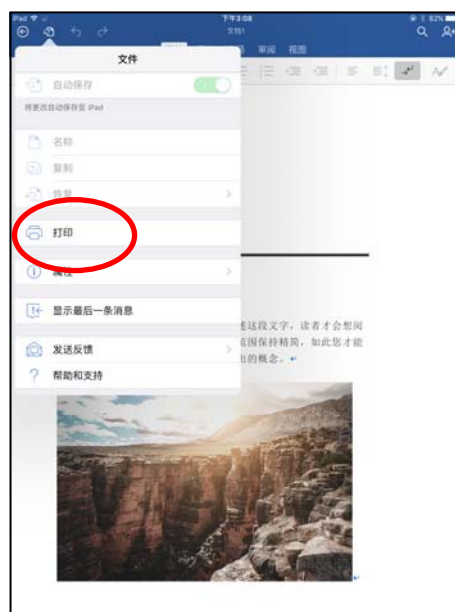 iPad
下午3:08
82%
文档1
审阅
视图
文件
自动保存
将更改自动保存至 iPad
名称
复制
恢复
打印
属性
显示最后一条消息
述这段文字，读者才会想阅
范围保持精简，如此您才能
出的概念。
发送反馈
帮助和支持